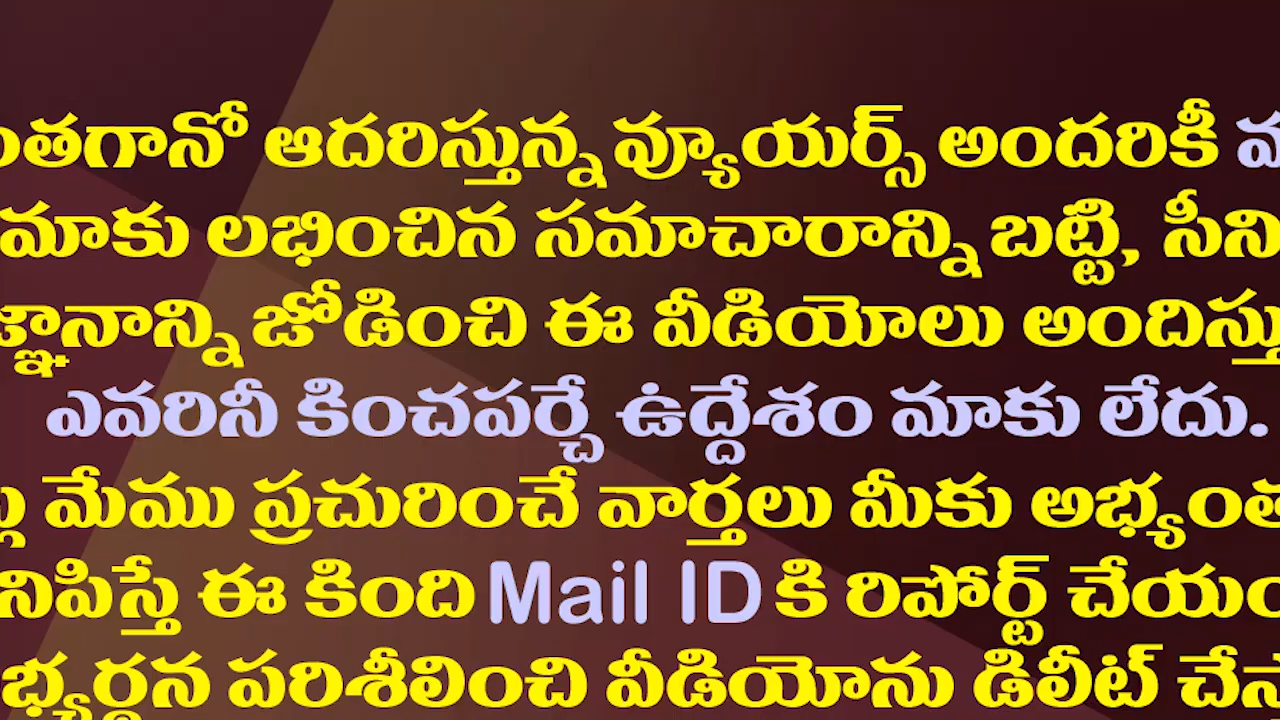 ంతగానో ఆదరిస్తున్న వ్యూయర్స్ అందరికీ
మాకు లభించిన సమాచారాన్ని బట్టి, సీని
జ్ఞానాన్ని జోడించి ఈ వీడియోలు అందిస్తు
ఎవరినీ కించపర్చే ఉద్దేశం మాకు లేదు.
మేము ప్రచురించే వార్తలు మీకు అభ్యంత
నిపిస్తే ఈ కింది Mail ID కి రిపోర్ట్ చేయం
భ్యర్థన పరిశీలించి వీడియోను డిలీట్ చేస